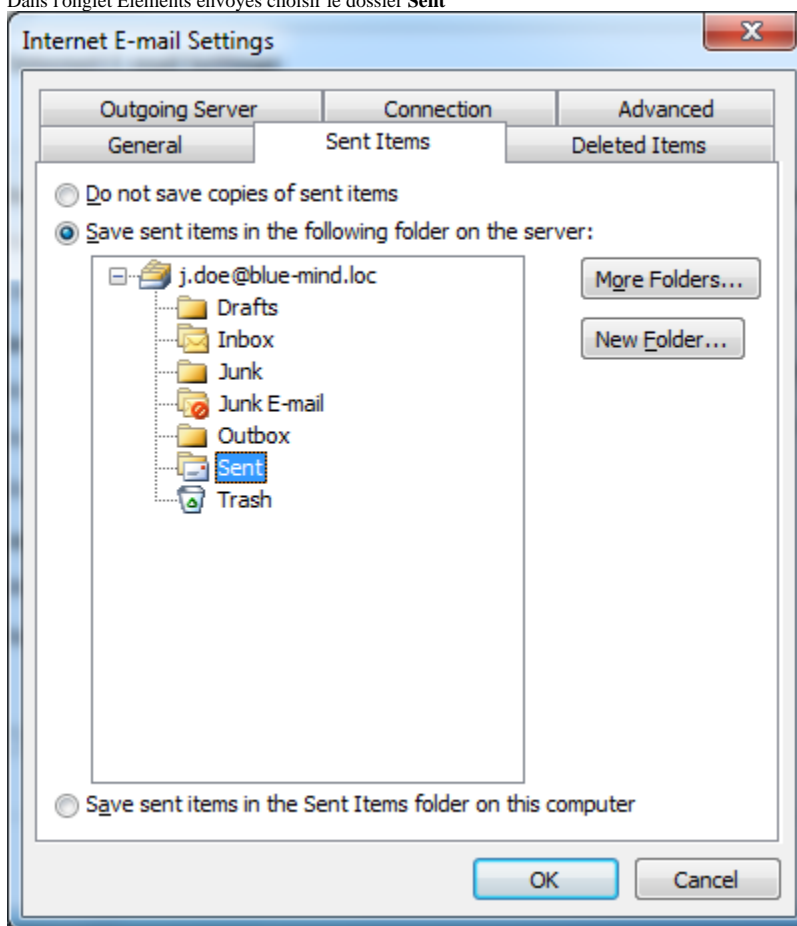 Dans l'onglet Eléments envoyés choisir le dossier Sent
Internet E-mail Settings
Outgoing Server Connection Advanced
General Sent Items Deleted Items
Do not save copies of sent items
Save sent items in the following folder on the server:
j.doe@blue-mind.loc
More Folders...
Drafts
Inbox
New Folder...
Junk
Junk E-mail
Outbox
Sent
Trash
Save sent items in the Sent Items folder on this computer
OK Cancel